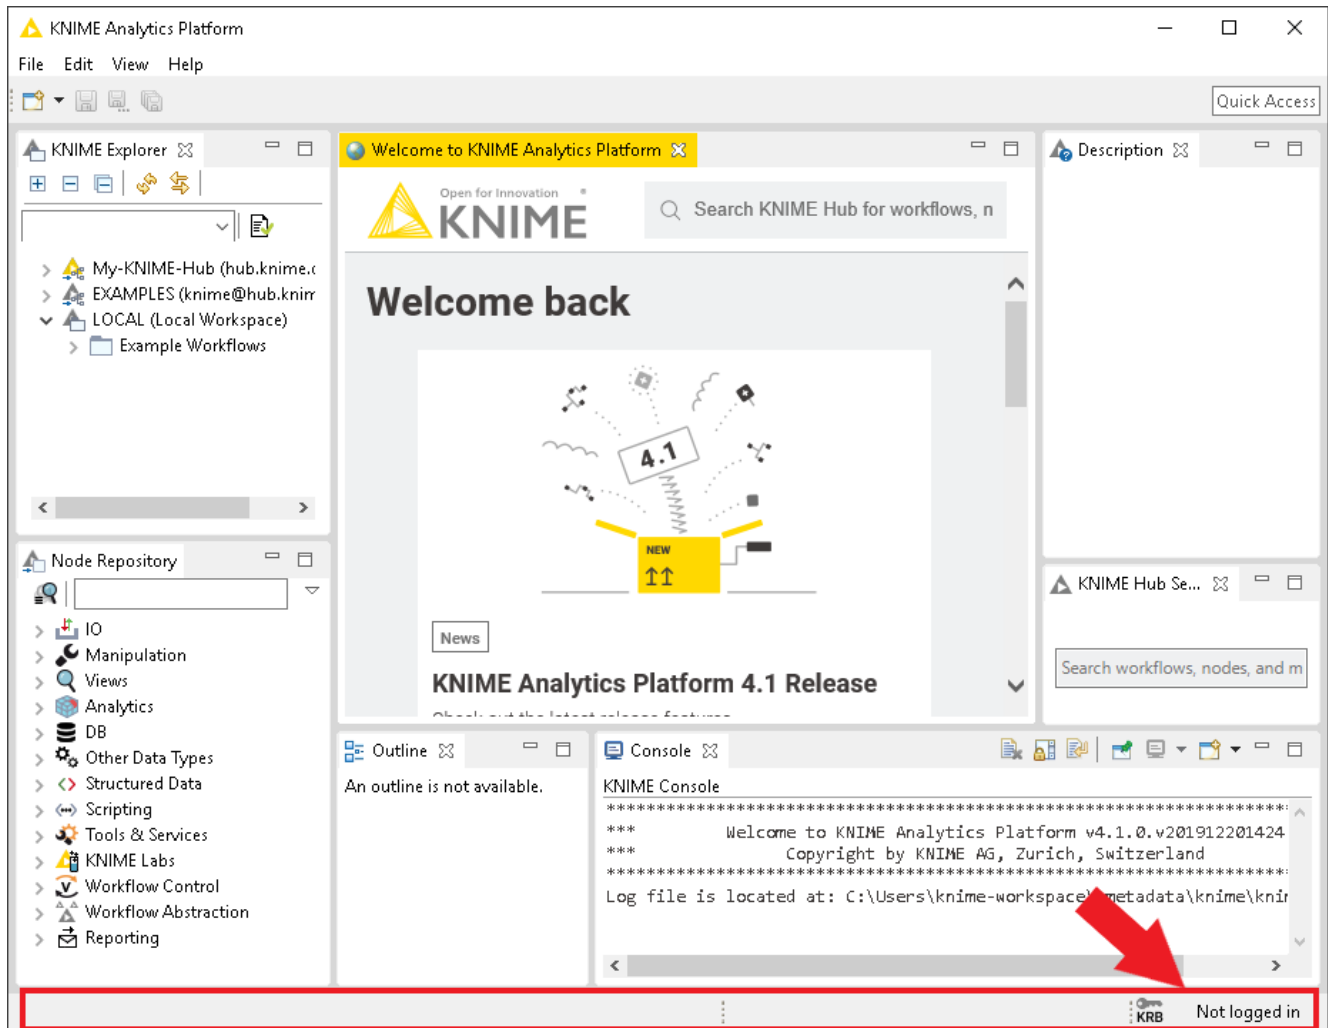 KNIME Analytics Platform
File Edit View Help
Quick Access
KNIME Explorer
My-KNIME-Hub (hub.knime.c
EXAMPLES (knime@hub.knim
LOCAL (Local Workspace)
Example Workflows
Node Repository
IO
Manipulation
Views
Analytics
DB
Other Data Types
Structured Data
Scripting
Tools & Services
KNIME Labs
Workflow Control
Workflow Abstraction
Reporting
Welcome to KNIME Analytics Platform
Open for Innovation
KNIME
Search KNIME Hub for workflows, n
Welcome back
4.1
NEW
News
KNIME Analytics Platform 4.1 Release
Check out the latest release features
Description
KNIME Hub Se...
Search workflows, nodes, and m
Outline
An outline is not available.
Console
KNIME Console
*** Welcome to KNIME Analytics Platform v4.1.0.v201912201424
*** Copyright by KNIME AG, Zurich, Switzerland
Log file is located at: C:\Users\knime-workspace\.metadata\knime\knir
KRB Not logged in